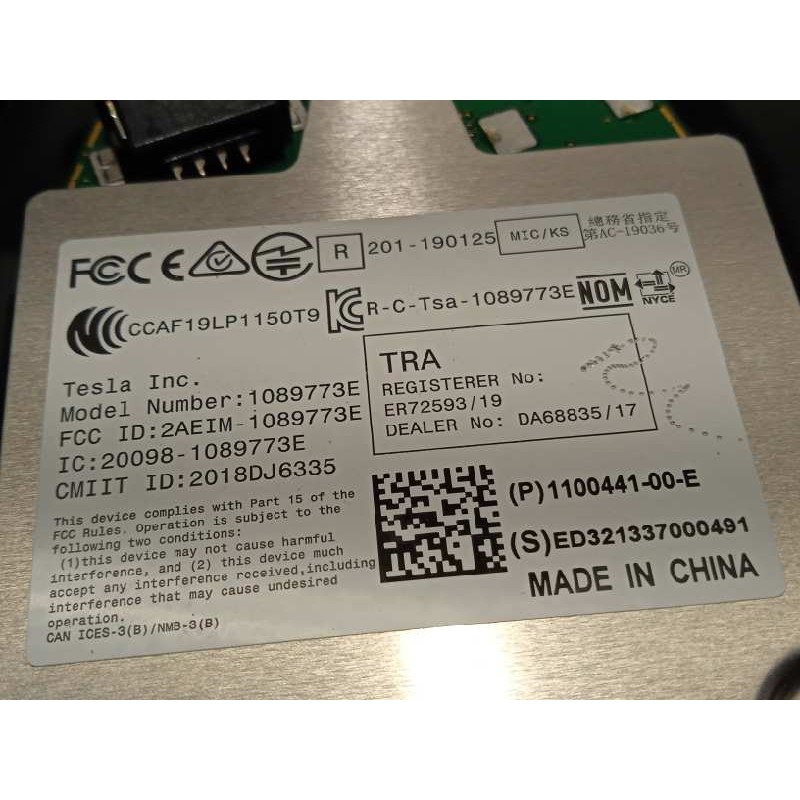 FCC CE R 201-190125 MIC/KS 總務省指定
第AC-19036号
CCAF19LP1150T9 KC R-C-Tsa-1089773E NOM NYCE MR
Tesla Inc.
Model Number:1089773E
FCC ID:2AEIM-1089773E
IC:20098-1089773E
CMIIT ID:2018DJ6335
TRA
REGISTERER No:
ER72593/19
DEALER No: DA68835/17
This device complies with Part 15 of the
FCC Rules. Operation is subject to the
following two conditions:
(1)this device may not cause harmful
interference, and (2) this device much
accept any interference received,including
interference that may cause undesired
operation.
CAN ICES-3(B)/NMB-3(B)
(P)1100441-00-E
(S)ED321337000491
MADE IN CHINA